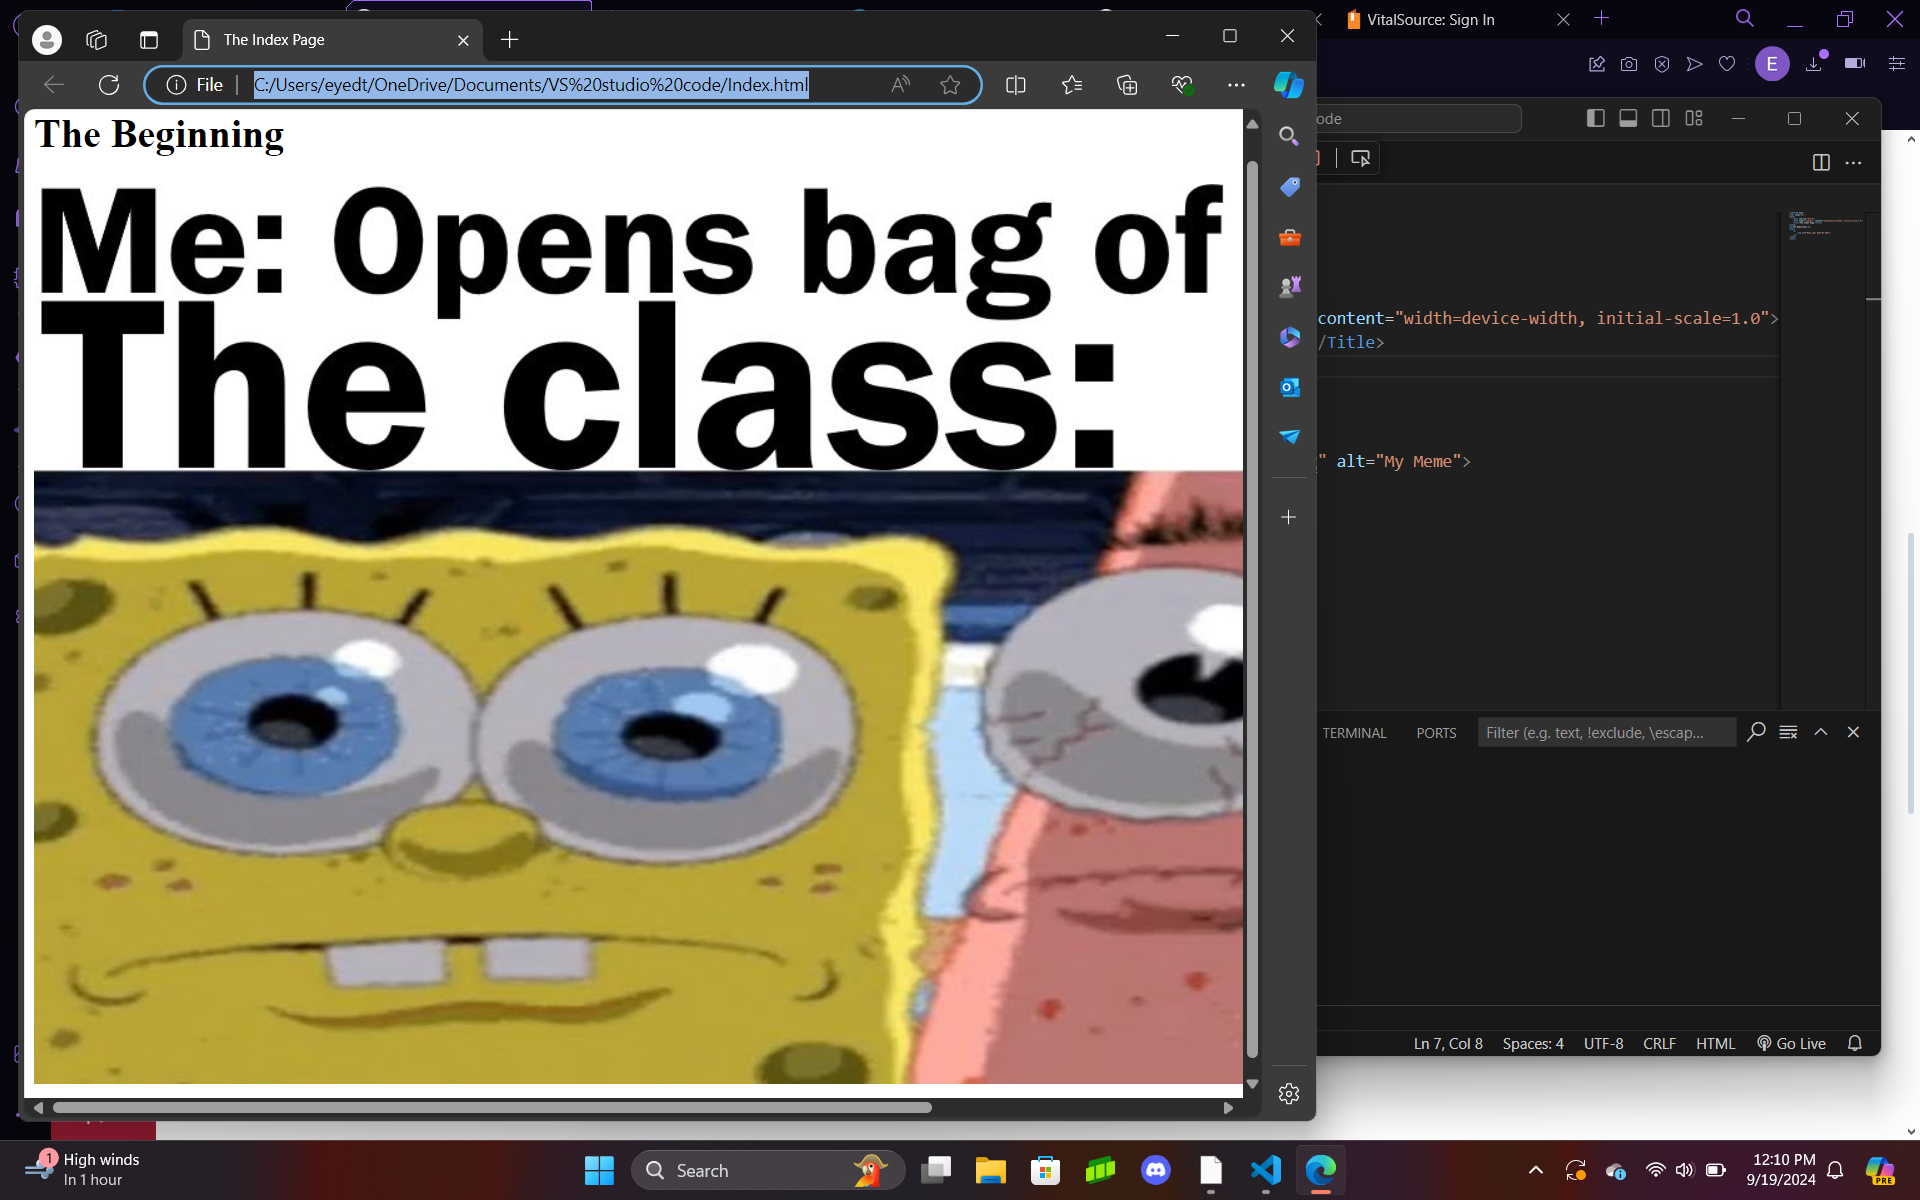 The Index Page
VitalSource: Sign In
E
File
C:/Users/eyedt/OneDrive/Documents/VS%20studio%20code/Index.html
ode
The Beginning
Me: Opens bag of
The class:
content="width=device-width, initial-scale=1.0">
/Title>
" alt="My Meme">
TERMINAL
PORTS
Filter (e.g. text, !exclude, \escap...
Ln 7, Col 8
Spaces: 4
UTF-8
CRLF
HTML
Go Live
1
High winds
In 1 hour
Search
12:10 PM
9/19/2024
PRE